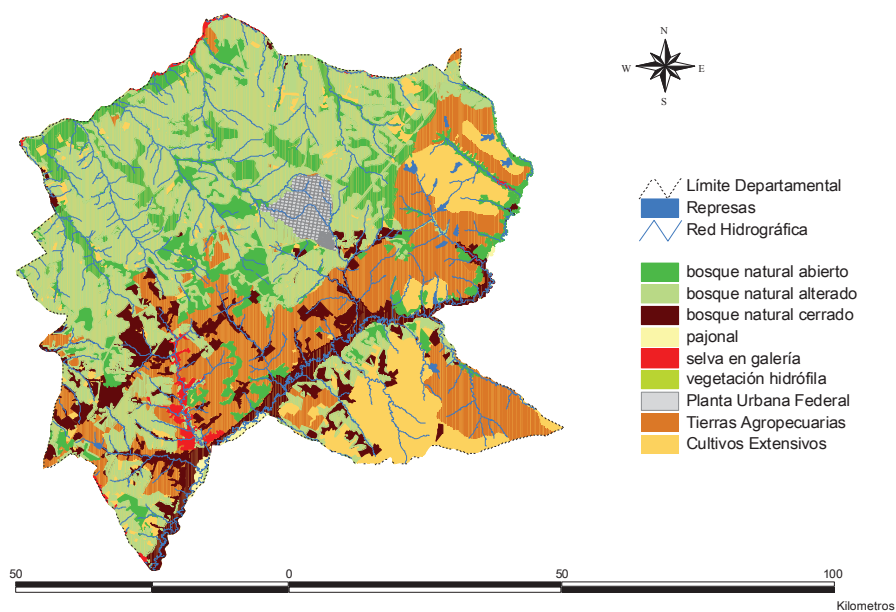 N
W E
S
Límite Departamental
Represas
Red Hidrográfica
bosque natural abierto
bosque natural alterado
bosque natural cerrado
pajonal
selva en galería
vegetación hidrófila
Planta Urbana Federal
Tierras Agropecuarias
Cultivos Extensivos
50 0 50 100
Kilometros